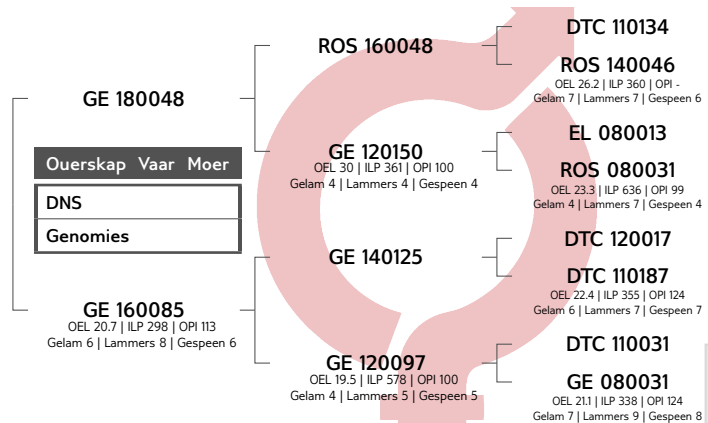 GE 180048
Ouerskap Vaar Moer
DNS
Genomies
GE 160085
OEL 20.7 | ILP 298 | OPI 113
Gelam 6 | Lammers 8 | Gespeen 6
ROS 160048
GE 120150
OEL 30 | ILP 361 | OPI 100
Gelam 4 | Lammers 4 | Gespeen 4
GE 140125
GE 120097
OEL 19.5 | ILP 578 | OPI 100
Gelam 4 | Lammers 5 | Gespeen 5
DTC 110134
ROS 140046
OEL 26.2 | ILP 360 | OPI -
Gelam 7 | Lammers 7 | Gespeen 6
EL 080013
ROS 080031
OEL 23.3 | ILP 636 | OPI 99
Gelam 4 | Lammers 7 | Gespeen 4
DTC 120017
DTC 110187
OEL 22.4 | ILP 355 | OPI 124
Gelam 6 | Lammers 7 | Gespeen 7
DTC 110031
GE 080031
OEL 21.1 | ILP 338 | OPI 124
Gelam 7 | Lammers 9 | Gespeen 8